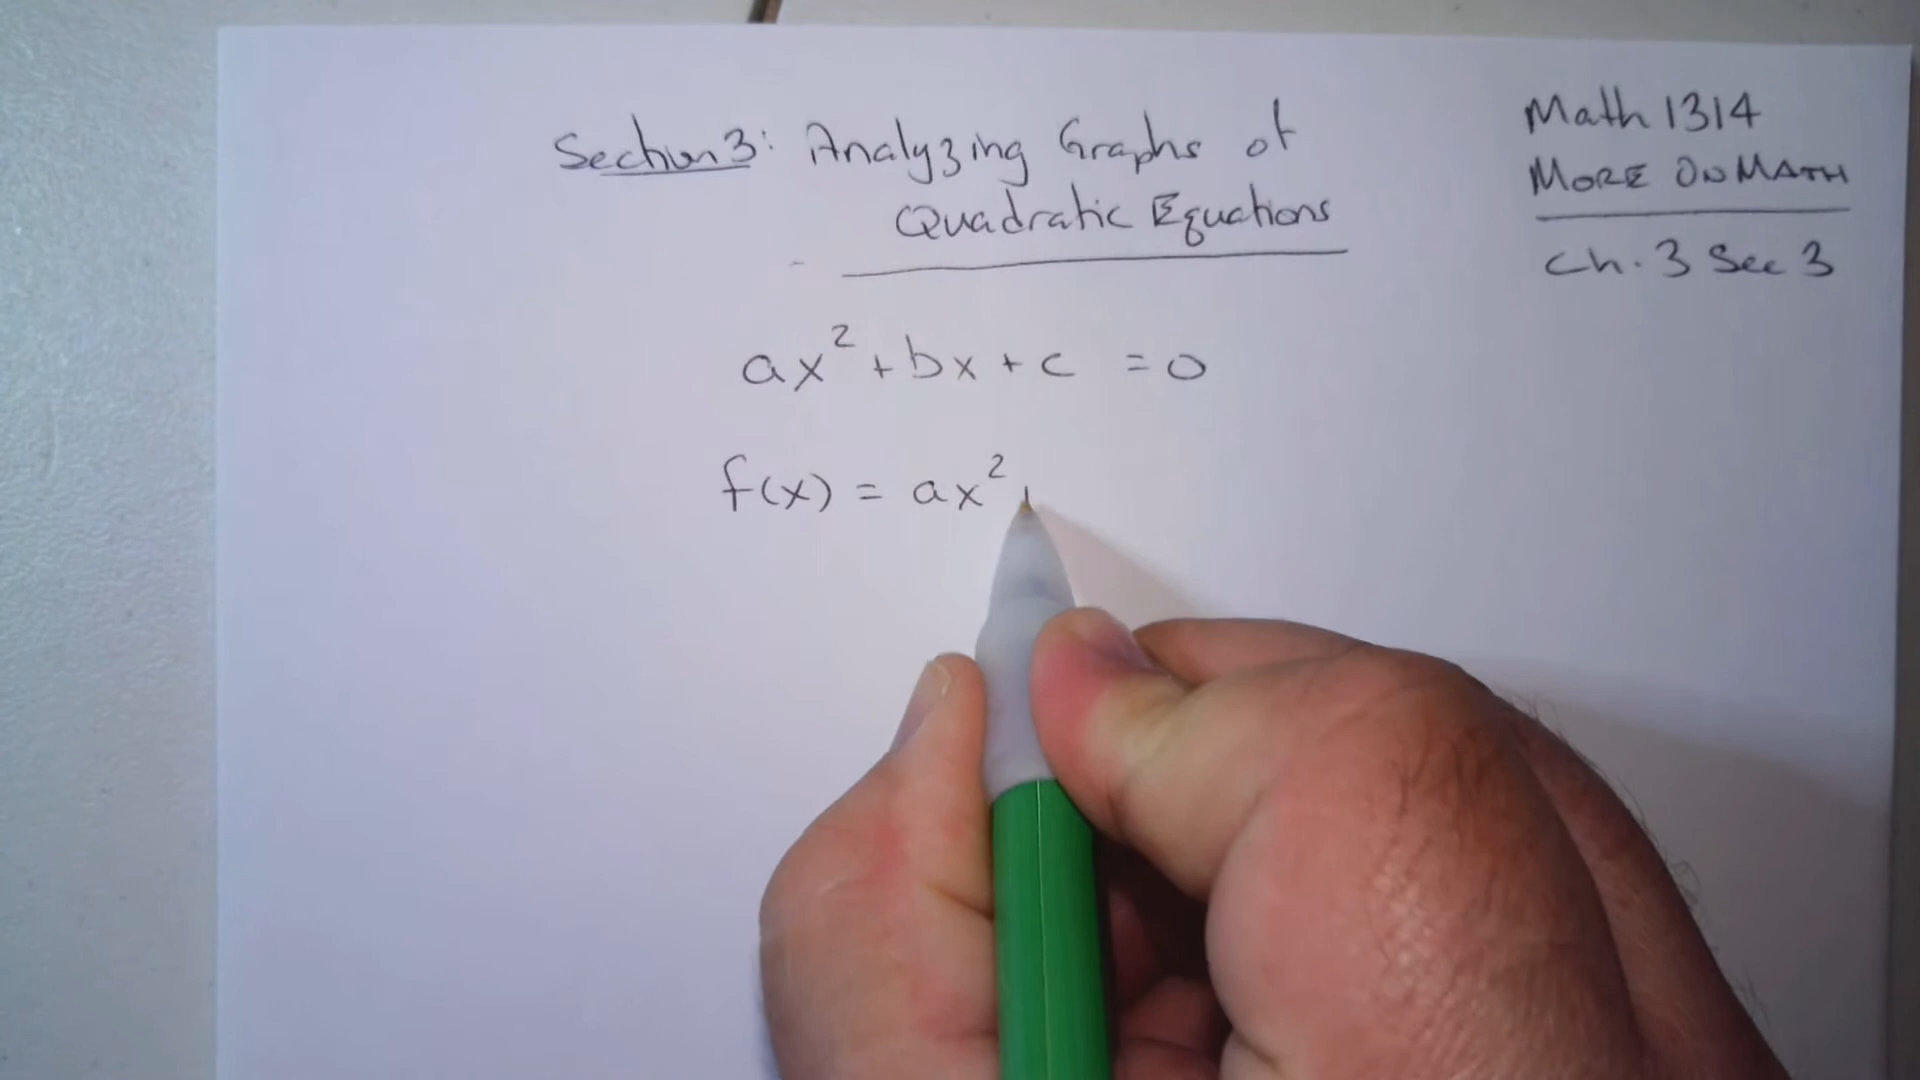 Section 3: Analyzing Graphs of
Quadratic Equations
Math 1314
MORE ON MATH
Ch. 3 Sec 3
ax² + bx + c = 0
f(x) = ax²